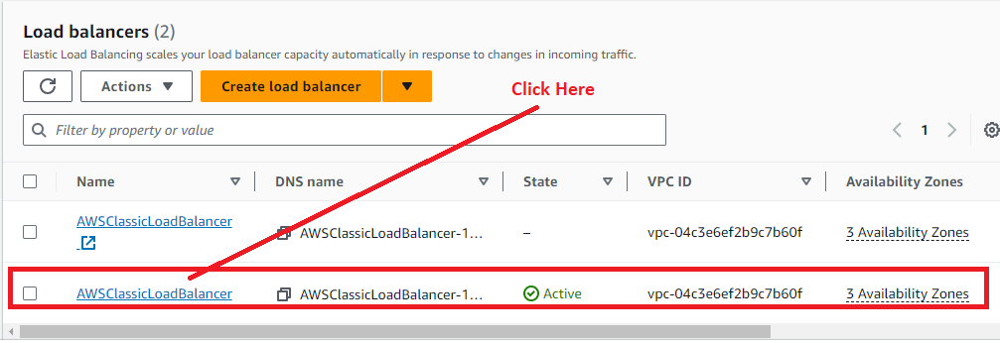 Load balancers (2)
Elastic Load Balancing scales your load balancer capacity automatically in response to changes in incoming traffic.
Actions Create load balancer
Click Here
Filter by property or value 1
Name DNS name State VPC ID Availability Zones
AWSClassicLoadBalancer AWSClassicLoadBalancer-1... – vpc-04c3e6ef2b9c7b60f 3 Availability Zones
AWSClassicLoadBalancer AWSClassicLoadBalancer-1... Active vpc-04c3e6ef2b9c7b60f 3 Availability Zones